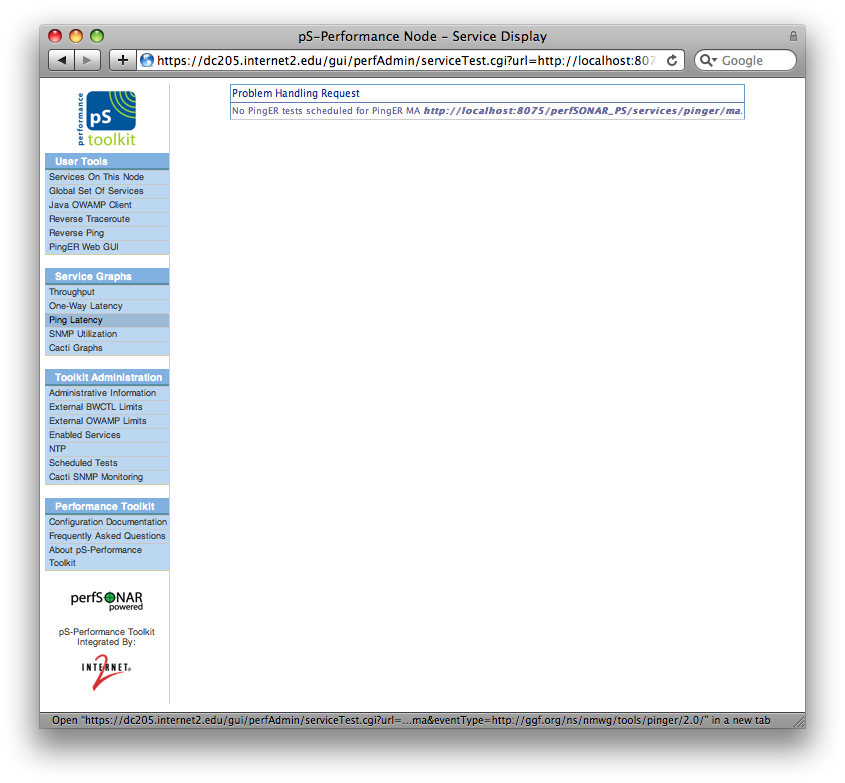 pS-Performance Node – Service Display
https://dc205.internet2.edu/gui/perfAdmin/serviceTest.cgi?url=http://localhost:807
Google
performance
pS
toolkit
User Tools
Services On This Node
Global Set Of Services
Java OWAMP Client
Reverse Traceroute
Reverse Ping
PingER Web GUI
Service Graphs
Throughput
One-Way Latency
Ping Latency
SNMP Utilization
Cacti Graphs
Toolkit Administration
Administrative Information
External BWCTL Limits
External OWAMP Limits
Enabled Services
NTP
Scheduled Tests
Cacti SNMP Monitoring
Performance Toolkit
Configuration Documentation
Frequently Asked Questions
About pS-Performance
Toolkit
perfSONAR
powered
pS-Performance Toolkit
Integrated By:
INTERNET®
2
Problem Handling Request
No PingER tests scheduled for PingER MA http://localhost:8075/perfSONAR_PS/services/pinger/ma.
Open "https://dc205.internet2.edu/gui/perfAdmin/serviceTest.cgi?url=...ma&eventType=http://ggf.org/ns/nmwg/tools/pinger/2.0/" in a new tab